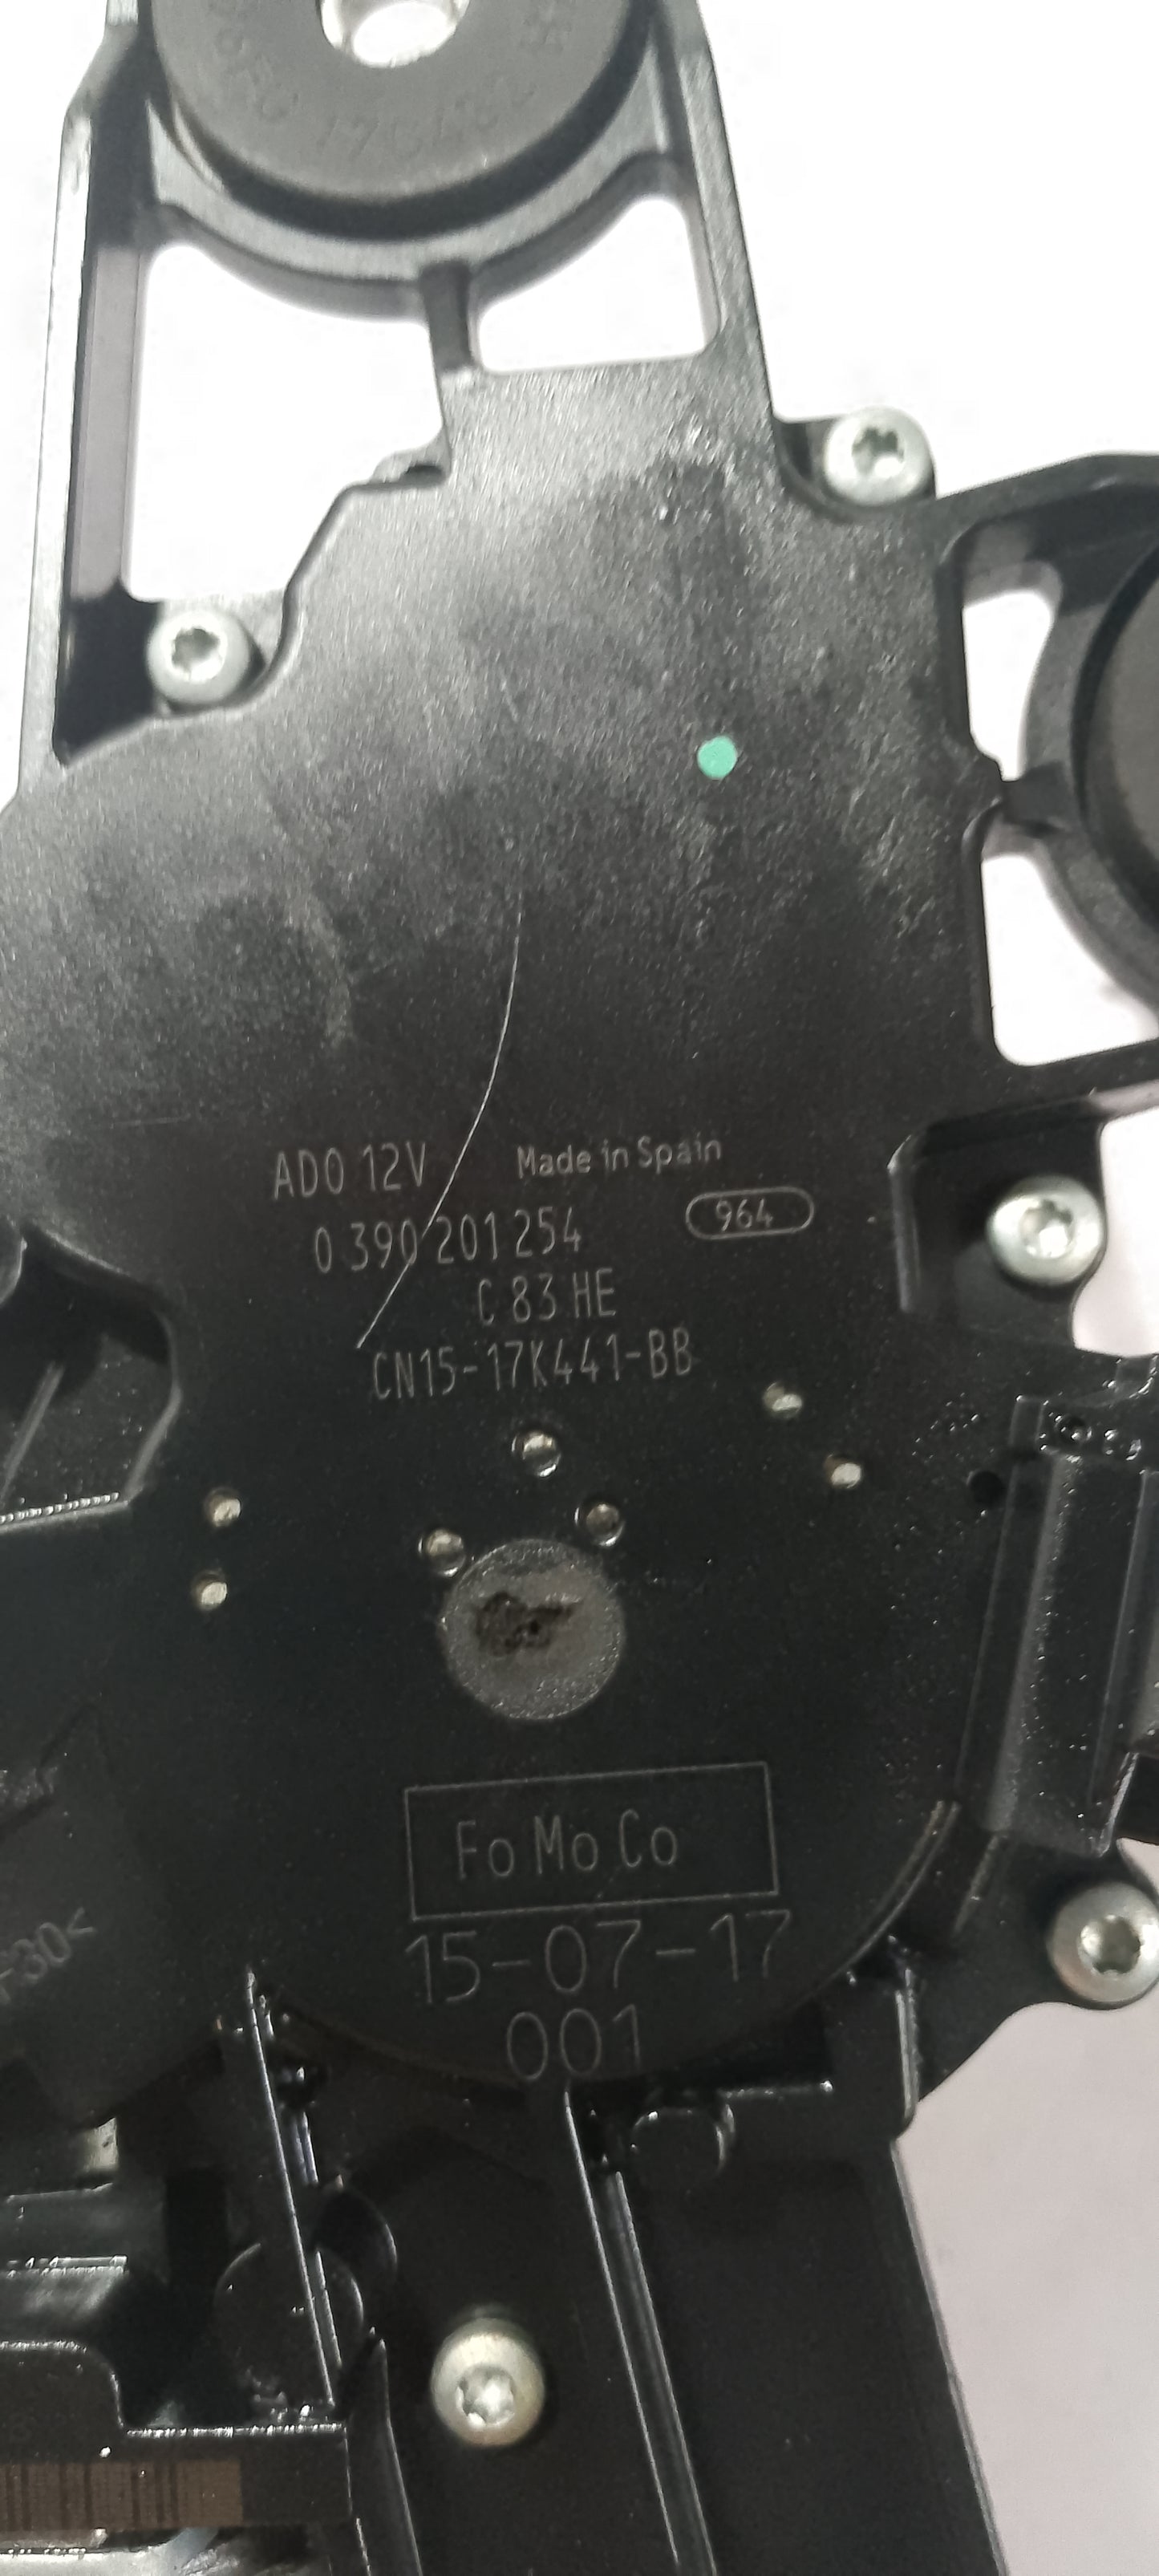 AD0 12V Made in Spain
0 390 201 254 964
C 83 HE
CN15-17K441-BB
Fo Mo Co
15-07-17
001